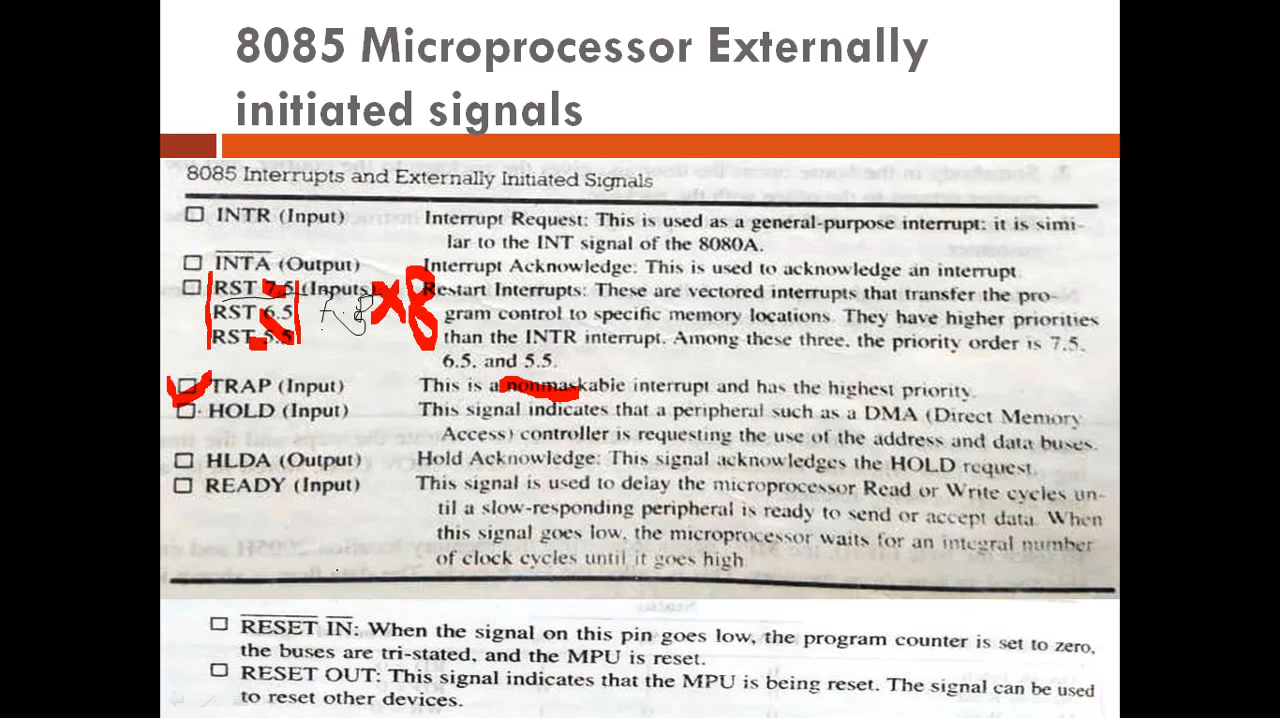 8085 Microprocessor Externally
initiated signals
8085 Interrupts and Externally Initiated Signals
INTR (Input) Interrupt Request: This is used as a general-purpose interrupt: it is simi-
lar to the INT signal of the 8080A.
INTA (Output) Interrupt Acknowledge: This is used to acknowledge an interrupt
RST 7.5 (Inputs) Restart Interrupts: These are vectored interrupts that transfer the pro-
RST 6.5 gram control to specific memory locations. They have higher priorities
RST 5.5 than the INTR interrupt. Among these three, the priority order is 7.5,
6.5, and 5.5.
TRAP (Input) This is a nonmaskable interrupt and has the highest priority.
HOLD (Input) This signal indicates that a peripheral such as a DMA (Direct Memory
Access) controller is requesting the use of the address and data buses.
HLDA (Output) Hold Acknowledge: This signal acknowledges the HOLD request.
READY (Input) This signal is used to delay the microprocessor Read or Write cycles un-
til a slow-responding peripheral is ready to send or accept data. When
this signal goes low, the microprocessor waits for an integral number
of clock cycles until it goes high
RESET IN: When the signal on this pin goes low, the program counter is set to zero,
the buses are tri-stated, and the MPU is reset.
RESET OUT: This signal indicates that the MPU is being reset. The signal can be used
to reset other devices.